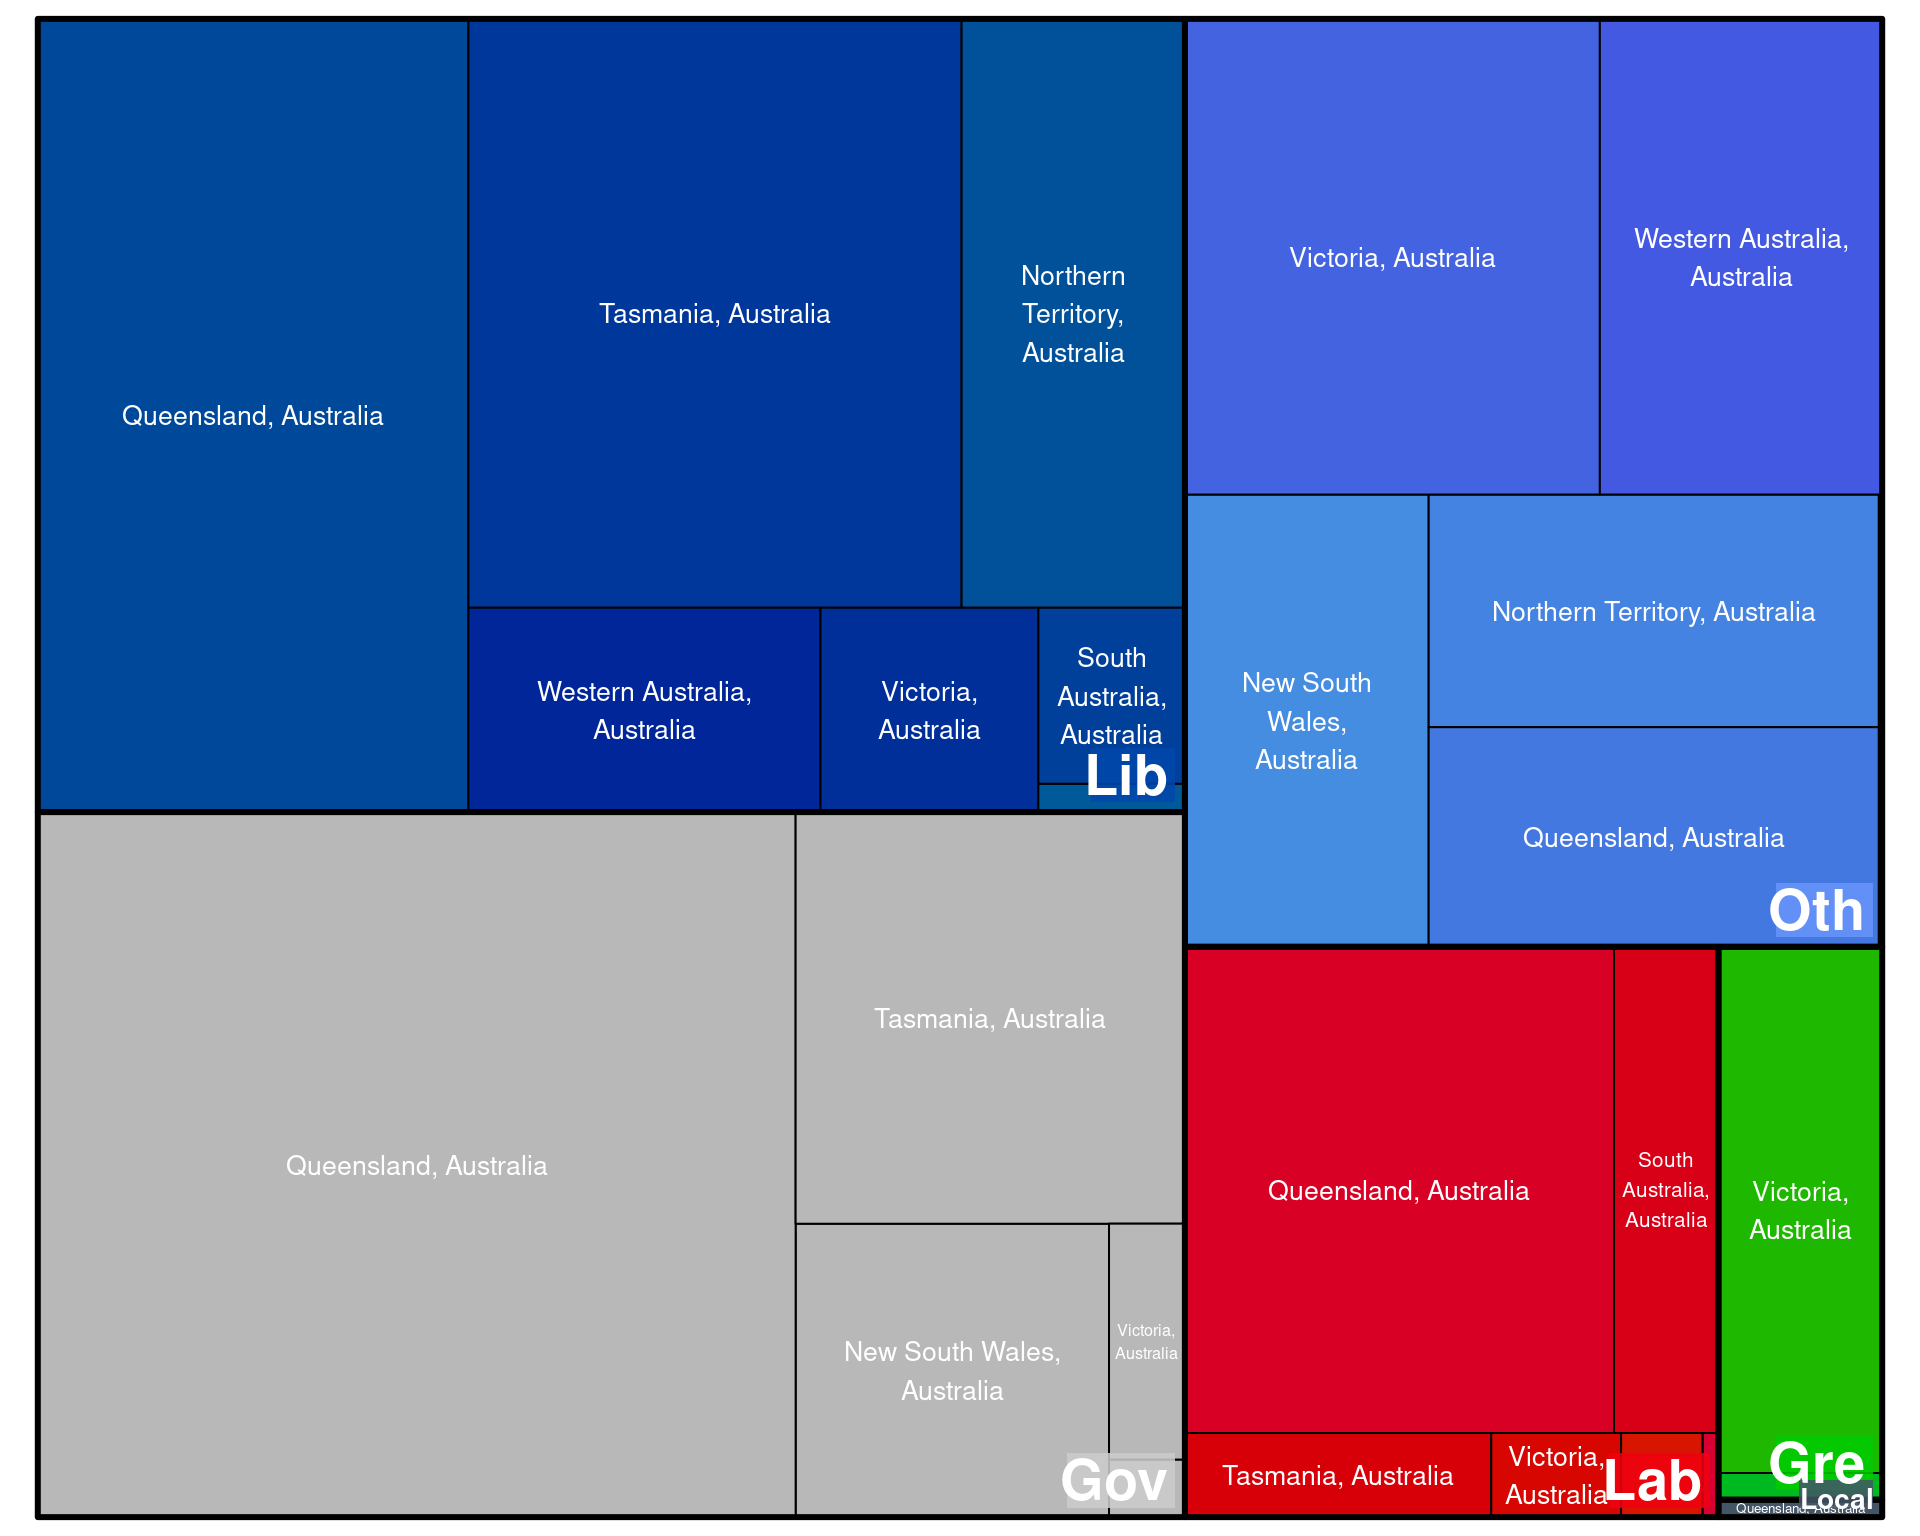 Queensland, Australia
Tasmania, Australia
Northern
Territory,
Australia
Western Australia,
Australia
Victoria,
Australia
South
Australia,
Australia
Lib
Victoria, Australia
Western Australia,
Australia
New South
Wales,
Australia
Northern Territory, Australia
Queensland, Australia
Oth
Queensland, Australia
Tasmania, Australia
New South Wales,
Australia
Victoria,
Australia
Gov
Queensland, Australia
South
Australia,
Australia
Tasmania, Australia
Victoria,
Australia
Lab
Victoria,
Australia
Gre
Queensland, Australia
Local